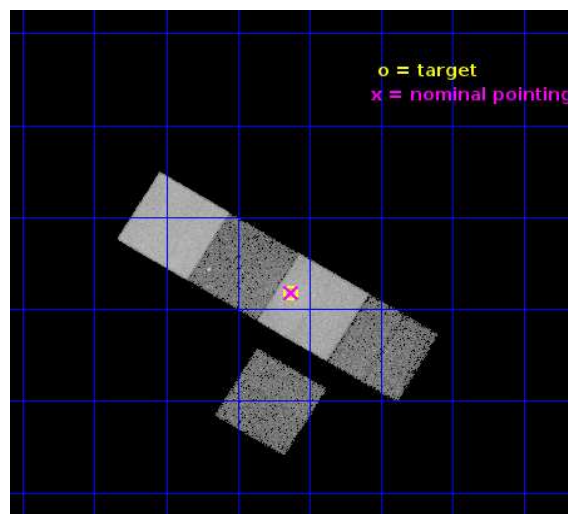 o = target
x = nominal pointing